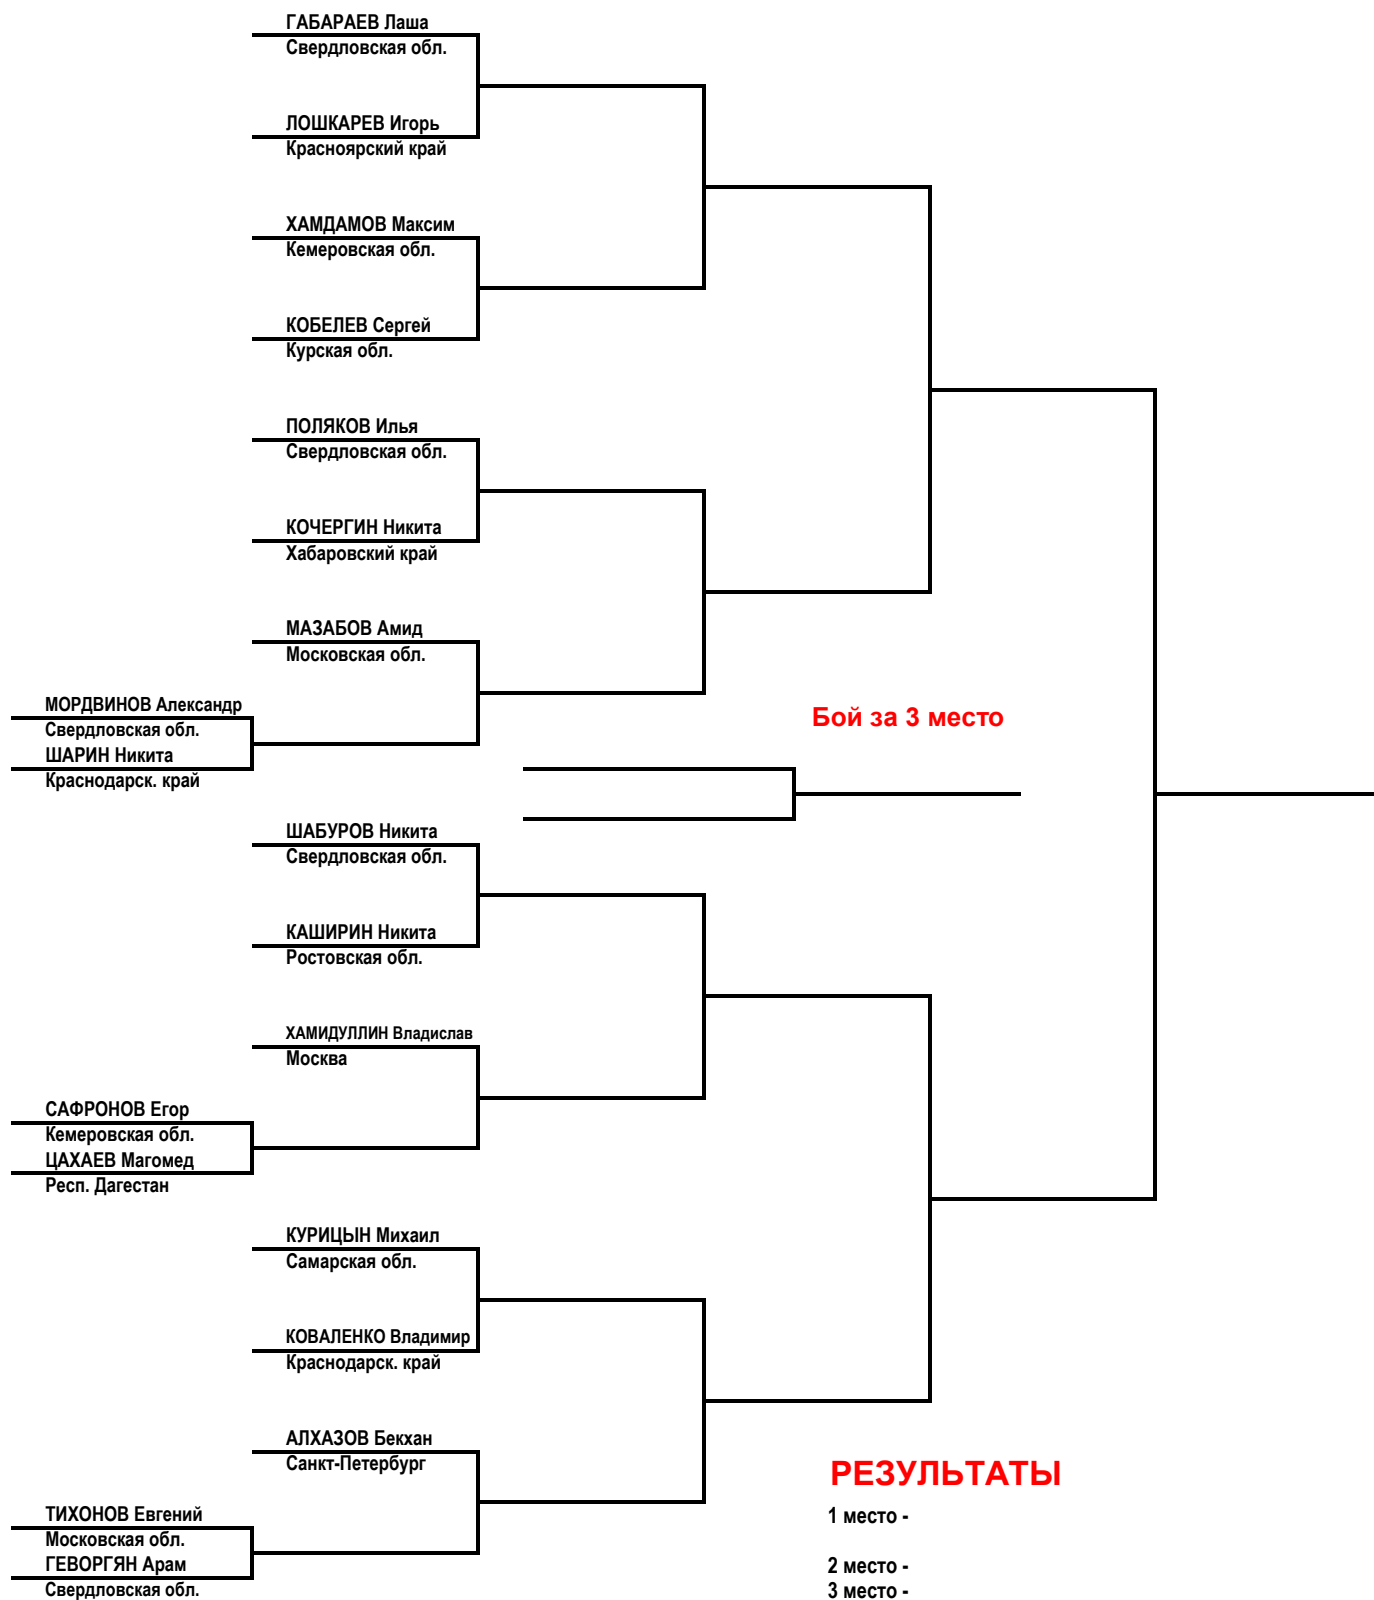 ГАБАРАЕВ Лаша
Свердловская обл.
ЛОШКАРЕВ Игорь
Красноярский край
ХАМДАМОВ Максим
Кемеровская обл.
КОБЕЛЕВ Сергей
Курская обл.
ПОЛЯКОВ Илья
Свердловская обл.
КОЧЕРГИН Никита
Хабаровский край
МАЗАБОВ Амид
Московская обл.
МОРДВИНОВ Александр
Свердловская обл.
ШАРИН Никита
Краснодарск. край
Бой за 3 место
ШАБУРОВ Никита
Свердловская обл.
КАШИРИН Никита
Ростовская обл.
ХАМИДУЛЛИН Владислав
Москва
САФРОНОВ Егор
Кемеровская обл.
ЦАХАЕВ Магомед
Респ. Дагестан
КУРИЦЫН Михаил
Самарская обл.
КОВАЛЕНКО Владимир
Краснодарск. край
АЛХАЗОВ Бекхан
Санкт-Петербург
ТИХОНОВ Евгений
Московская обл.
ГЕВОРГЯН Арам
Свердловская обл.
РЕЗУЛЬТАТЫ
1 место -
2 место -
3 место -